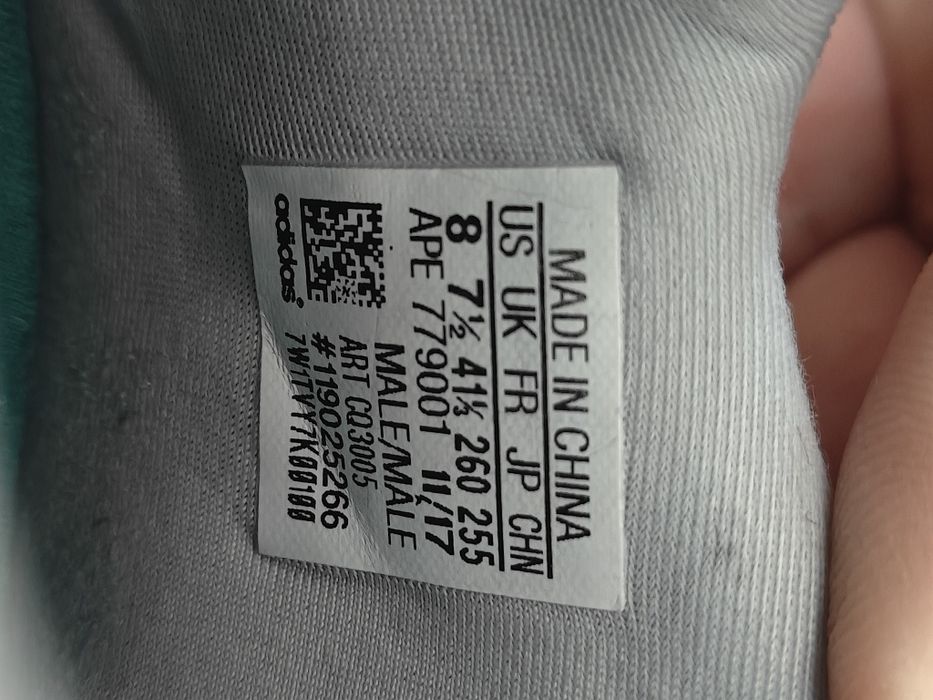 MADE IN CHINA
US UK FR JP CHN
8 7½ 41⅓ 260 255
APE 779001 11/17
MALE/MÂLE
ART CQ3005
#119025266
7W1TVY7K00100
adidas